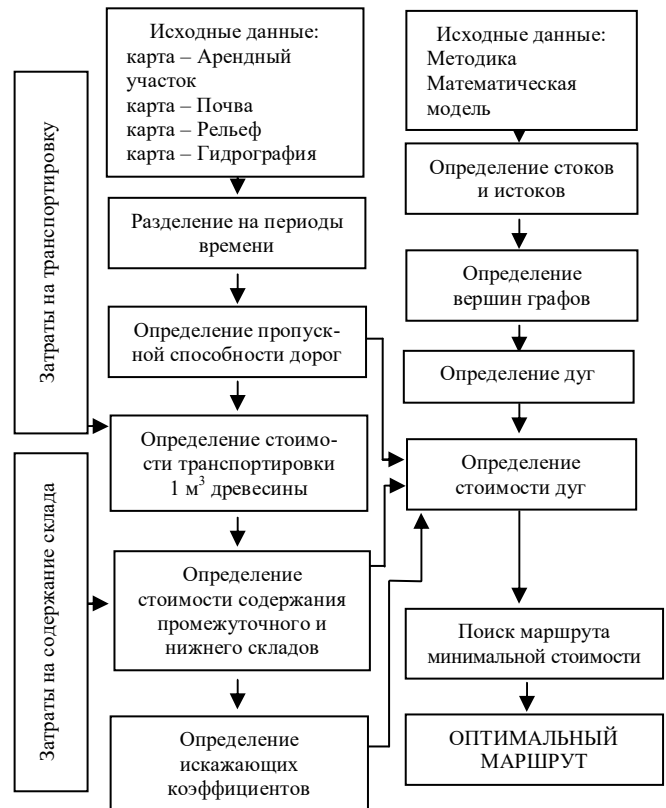 Затраты на транспортировку
Затраты на содержание склада
Исходные данные:
карта – Арендный
участок
карта – Почва
карта – Рельеф
карта – Гидрография
Разделение на периоды
времени
Определение пропуск-
ной способности дорог
Определение стоимо-
сти транспортировки
1 м³ древесины
Определение
стоимости содержания
промежуточного и
нижнего складов
Определение
искажающих
коэффициентов
Исходные данные:
Методика
Математическая
модель
Определение стоков
и истоков
Определение
вершин графов
Определение дуг
Определение
стоимости дуг
Поиск маршрута
минимальной стоимости
ОПТИМАЛЬНЫЙ
МАРШРУТ